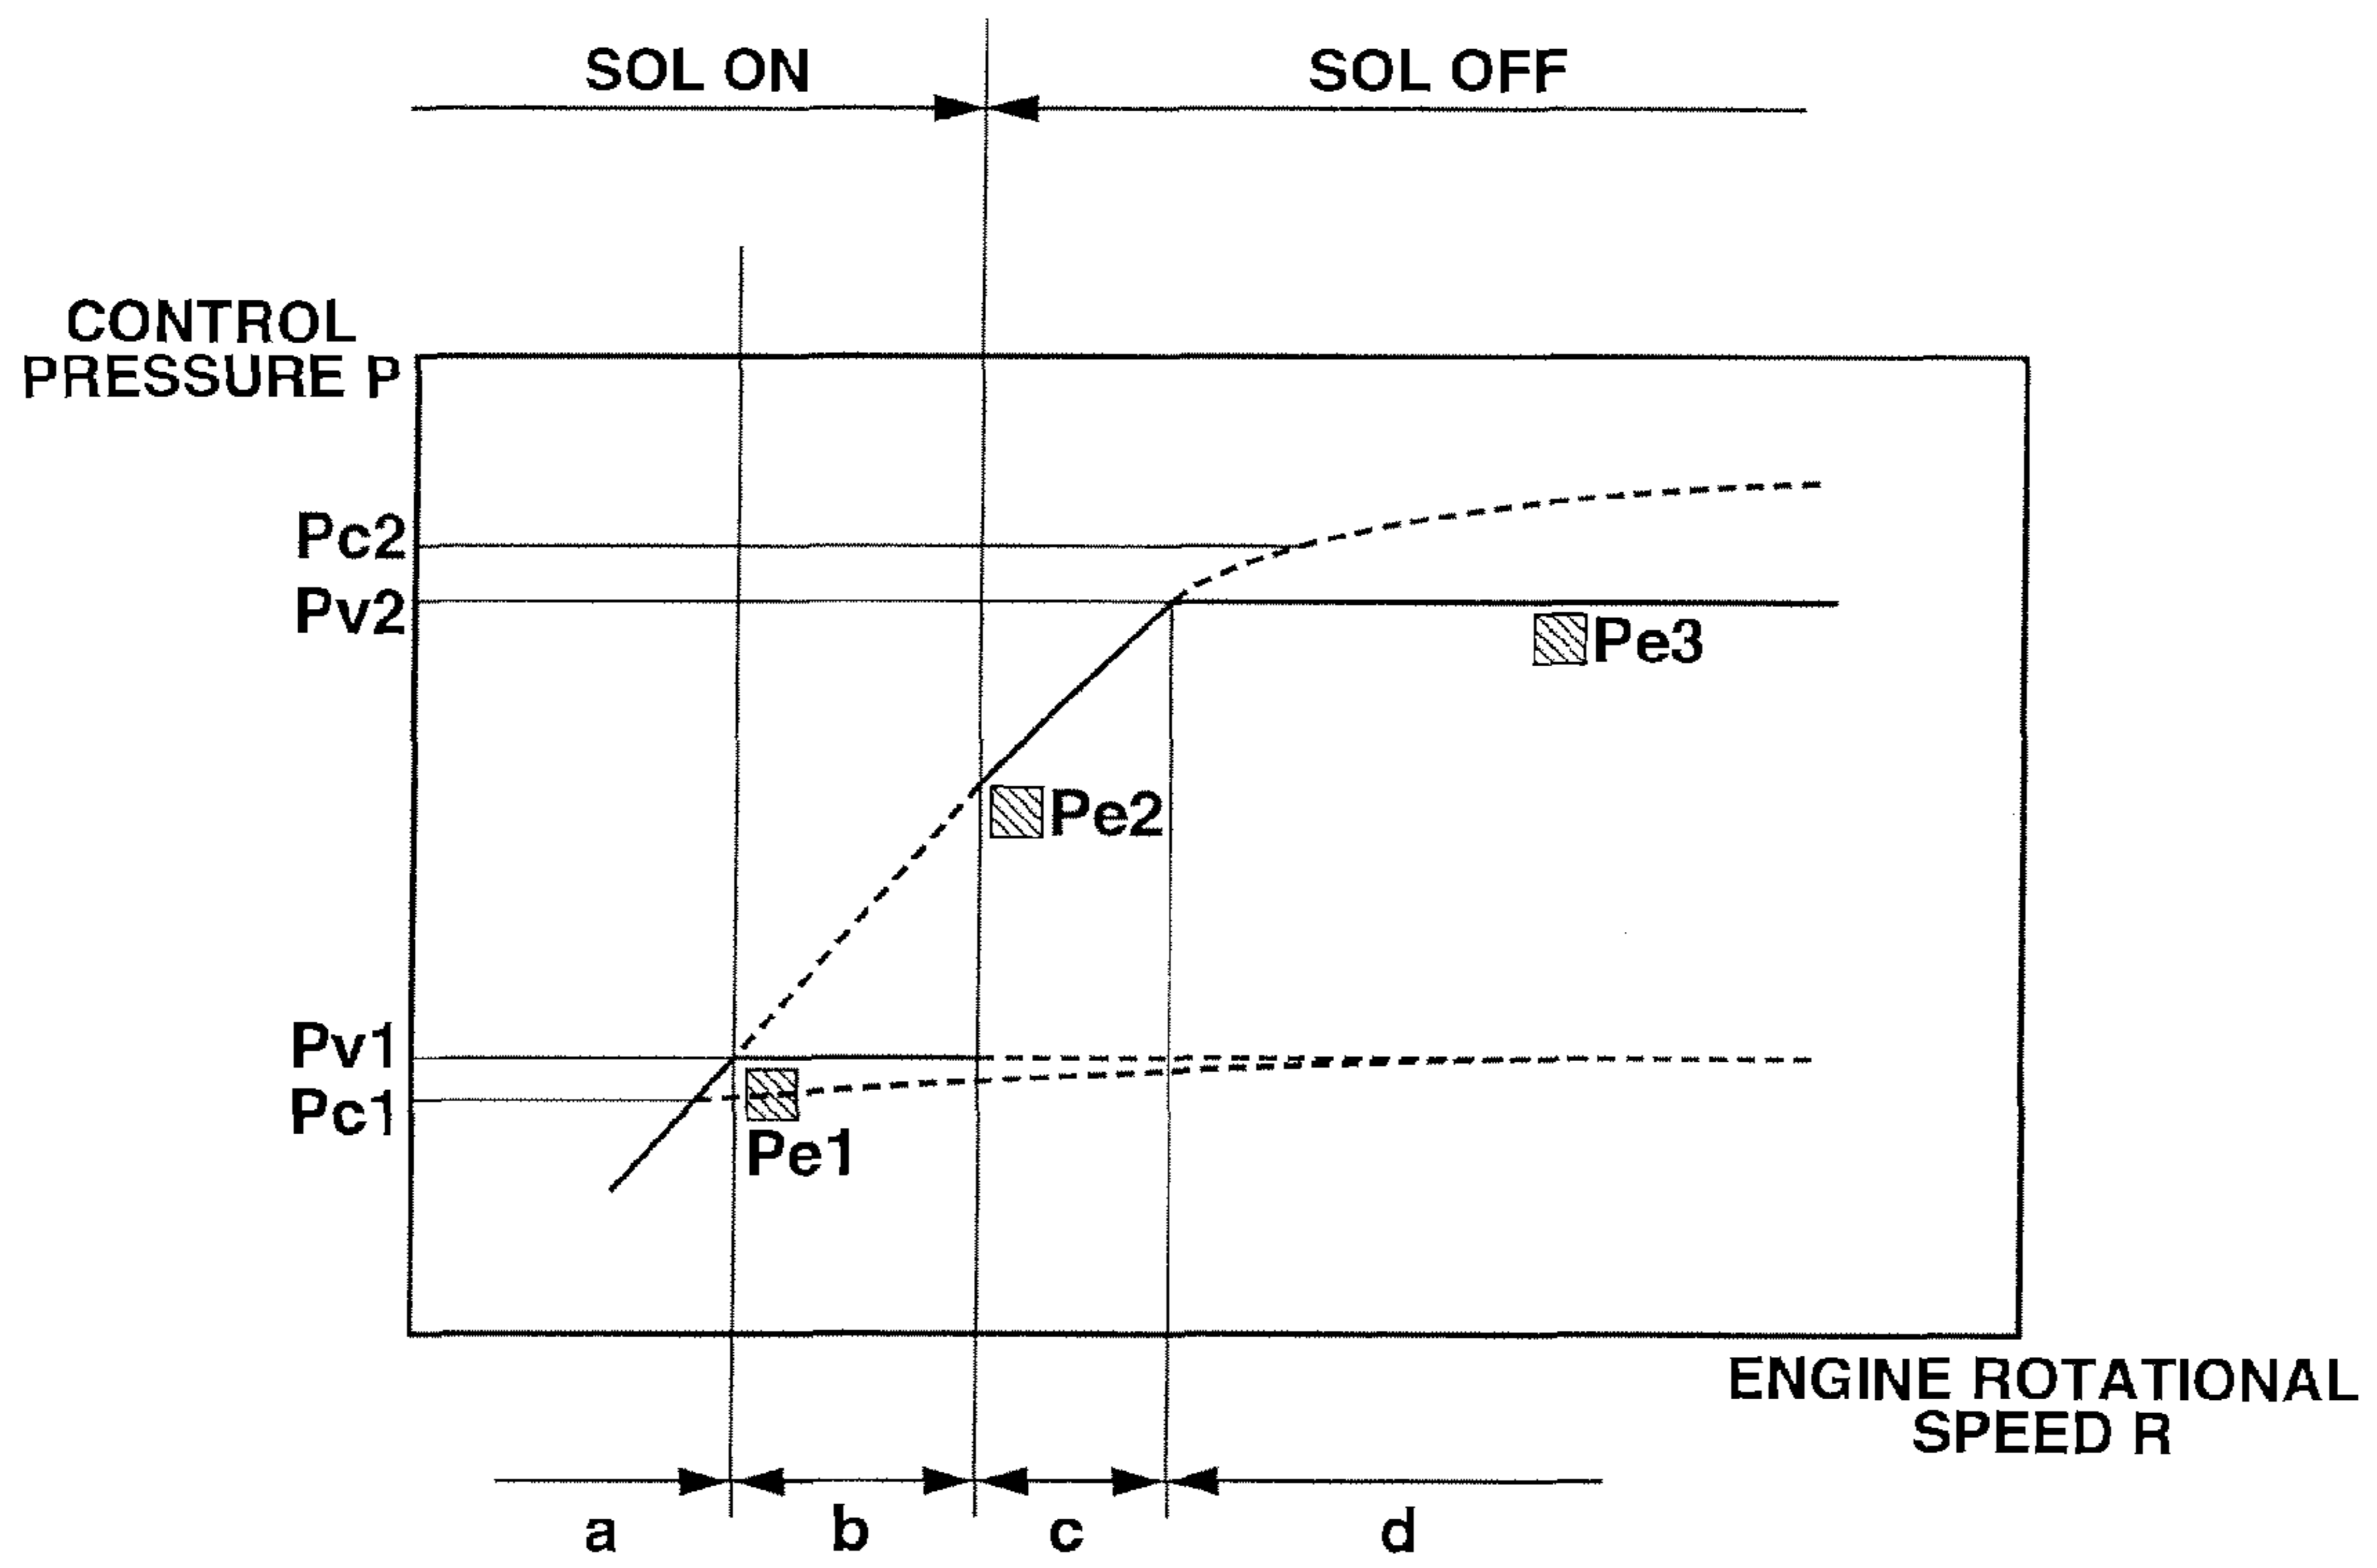 SOL ON
SOL OFF
CONTROL
PRESSURE P
Pc2
Pv2
Pe3
Pe2
Pv1
Pc1
Pe1
ENGINE ROTATIONAL
SPEED R
a
b
c
d